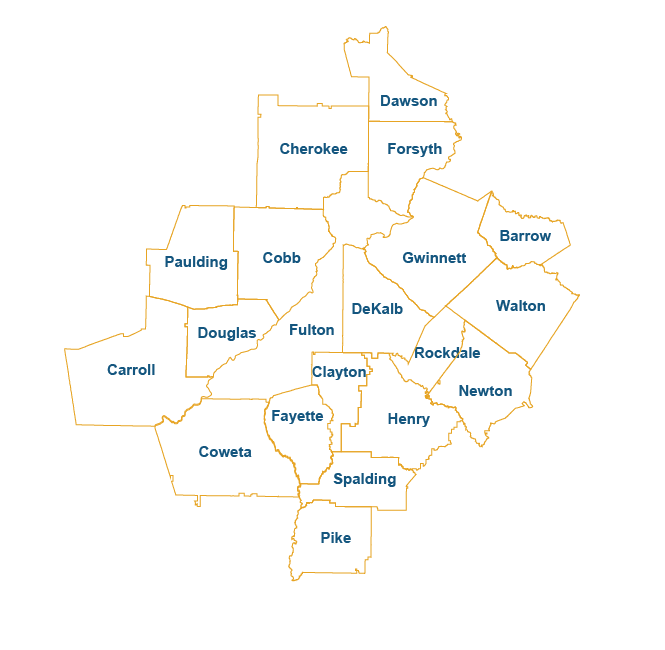 Dawson
Cherokee
Forsyth
Barrow
Paulding
Cobb
Gwinnett
Walton
DeKalb
Douglas
Fulton
Rockdale
Carroll
Clayton
Newton
Fayette
Henry
Coweta
Spalding
Pike